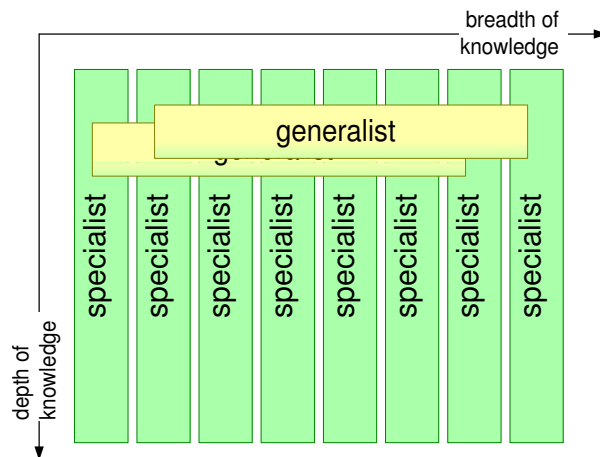 breadth of
knowledge
generalist
specialist
specialist
specialist
specialist
specialist
specialist
specialist
specialist
depth of
knowledge